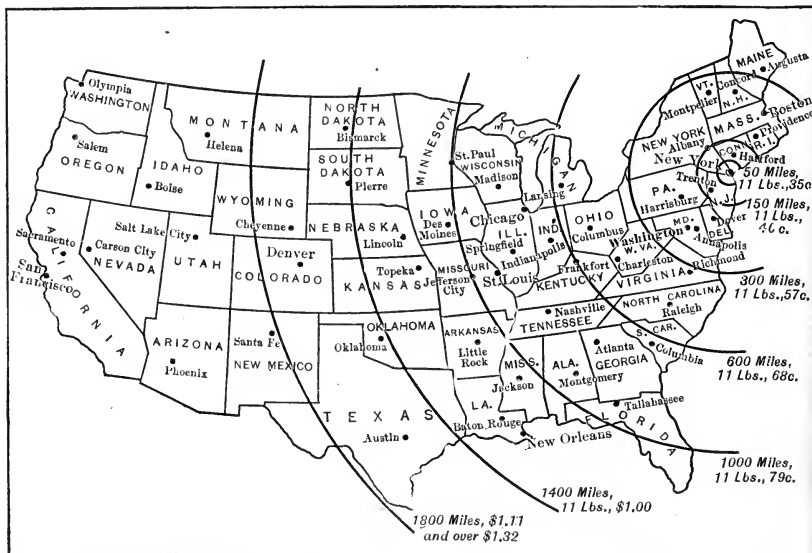 MAINE
Augusta
VT.
Concord
N.H.
Montpelier
Olympia
WASHINGTON
MONTANA
Helena
NORTH
DAKOTA
Bismarck
MINNESOTA
MICHIGAN
MASS.
Boston
NEW YORK
Albany
CONN.
R.I.
Providence
Hartford
New York
Salem
OREGON
IDAHO
Boise
SOUTH
DAKOTA
Pierre
St. Paul
WISCONSIN
Madison
Lansing
50 Miles,
11 Lbs., 35c.
Trenton
N.J.
PA.
Harrisburg
WYOMING
Cheyenne
IOWA
Des
Moines
Chicago
150 Miles,
11 Lbs.,
46 c.
Dover
DEL.
MD.
Annapolis
Salt Lake City
NEBRASKA
Lincoln
ILL.
Springfield
IND.
Indianapolis
OHIO
Columbus
Washington
W. VA.
Charleston
CALIFORNIA
Sacramento
Carson City
NEVADA
UTAH
Denver
COLORADO
Topeka
KANSAS
MISSOURI
Jefferson
City
St. Louis
Frankfort
KENTUCKY
VIRGINIA
Richmond
San
Francisco
300 Miles,
11 Lbs., 57c.
NORTH CAROLINA
Raleigh
Nashville
TENNESSEE
ARIZONA
Phoenix
Santa Fe
NEW MEXICO
OKLAHOMA
Oklahoma
ARKANSAS
Little
Rock
S. CAR.
Columbia
600 Miles,
11 Lbs., 68c.
MISS.
Jackson
ALA.
Montgomery
Atlanta
GEORGIA
TEXAS
Austin
LA.
Baton Rouge
New Orleans
Tallahassee
FLORIDA
1000 Miles,
11 Lbs., 79c.
1400 Miles,
11 Lbs., $1.00
1800 Miles, $1.11
and over $1.32